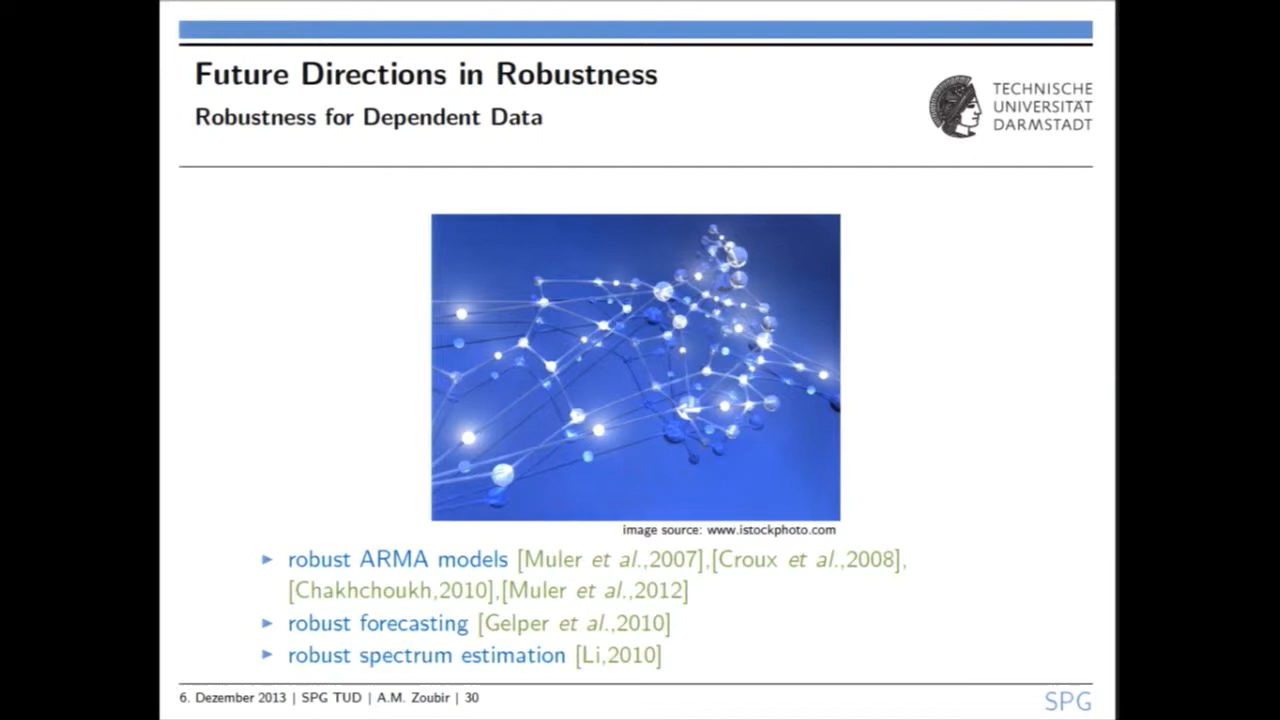 Future Directions in Robustness
Robustness for Dependent Data
TECHNISCHE
UNIVERSITÄT
DARMSTADT
image source: www.istockphoto.com
► robust ARMA models [Muler et al.,2007],[Croux et al.,2008],
[Chakhchoukh,2010],[Muler et al.,2012]
► robust forecasting [Gelper et al.,2010]
► robust spectrum estimation [Li,2010]
6. Dezember 2013 | SPG TUD | A.M. Zoubir | 30
SPG